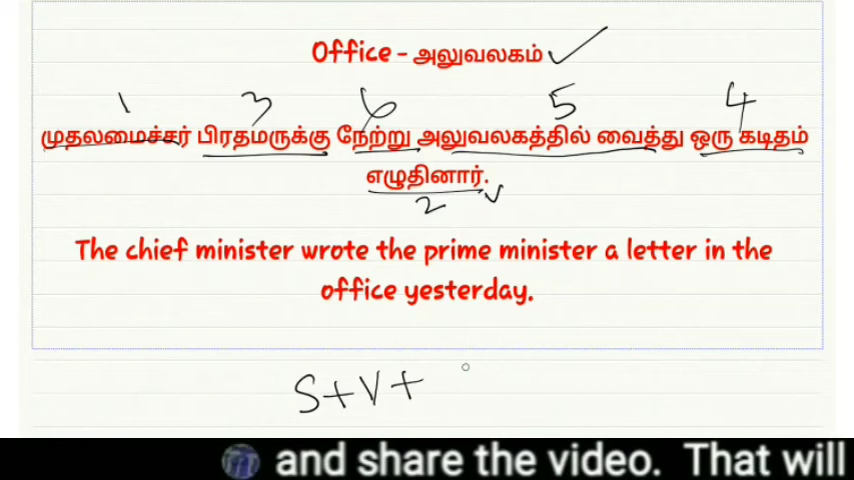 Office - அலுவலகம்
1 3 6 5 4
முதலமைச்சர் பிரதமருக்கு நேற்று அலுவலகத்தில் வைத்து ஒரு கடிதம்
எழுதினார்.
2 v
The chief minister wrote the prime minister a letter in the
office yesterday.
S+V+
and share the video. That will